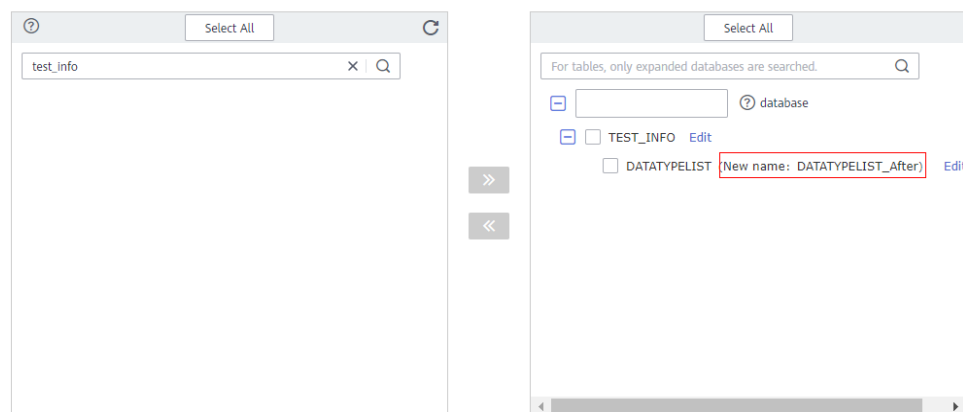 Select All
test_info
Select All
For tables, only expanded databases are searched.
database
TEST_INFO Edit
DATATYPELIST (New name: DATATYPELIST_After) Edit